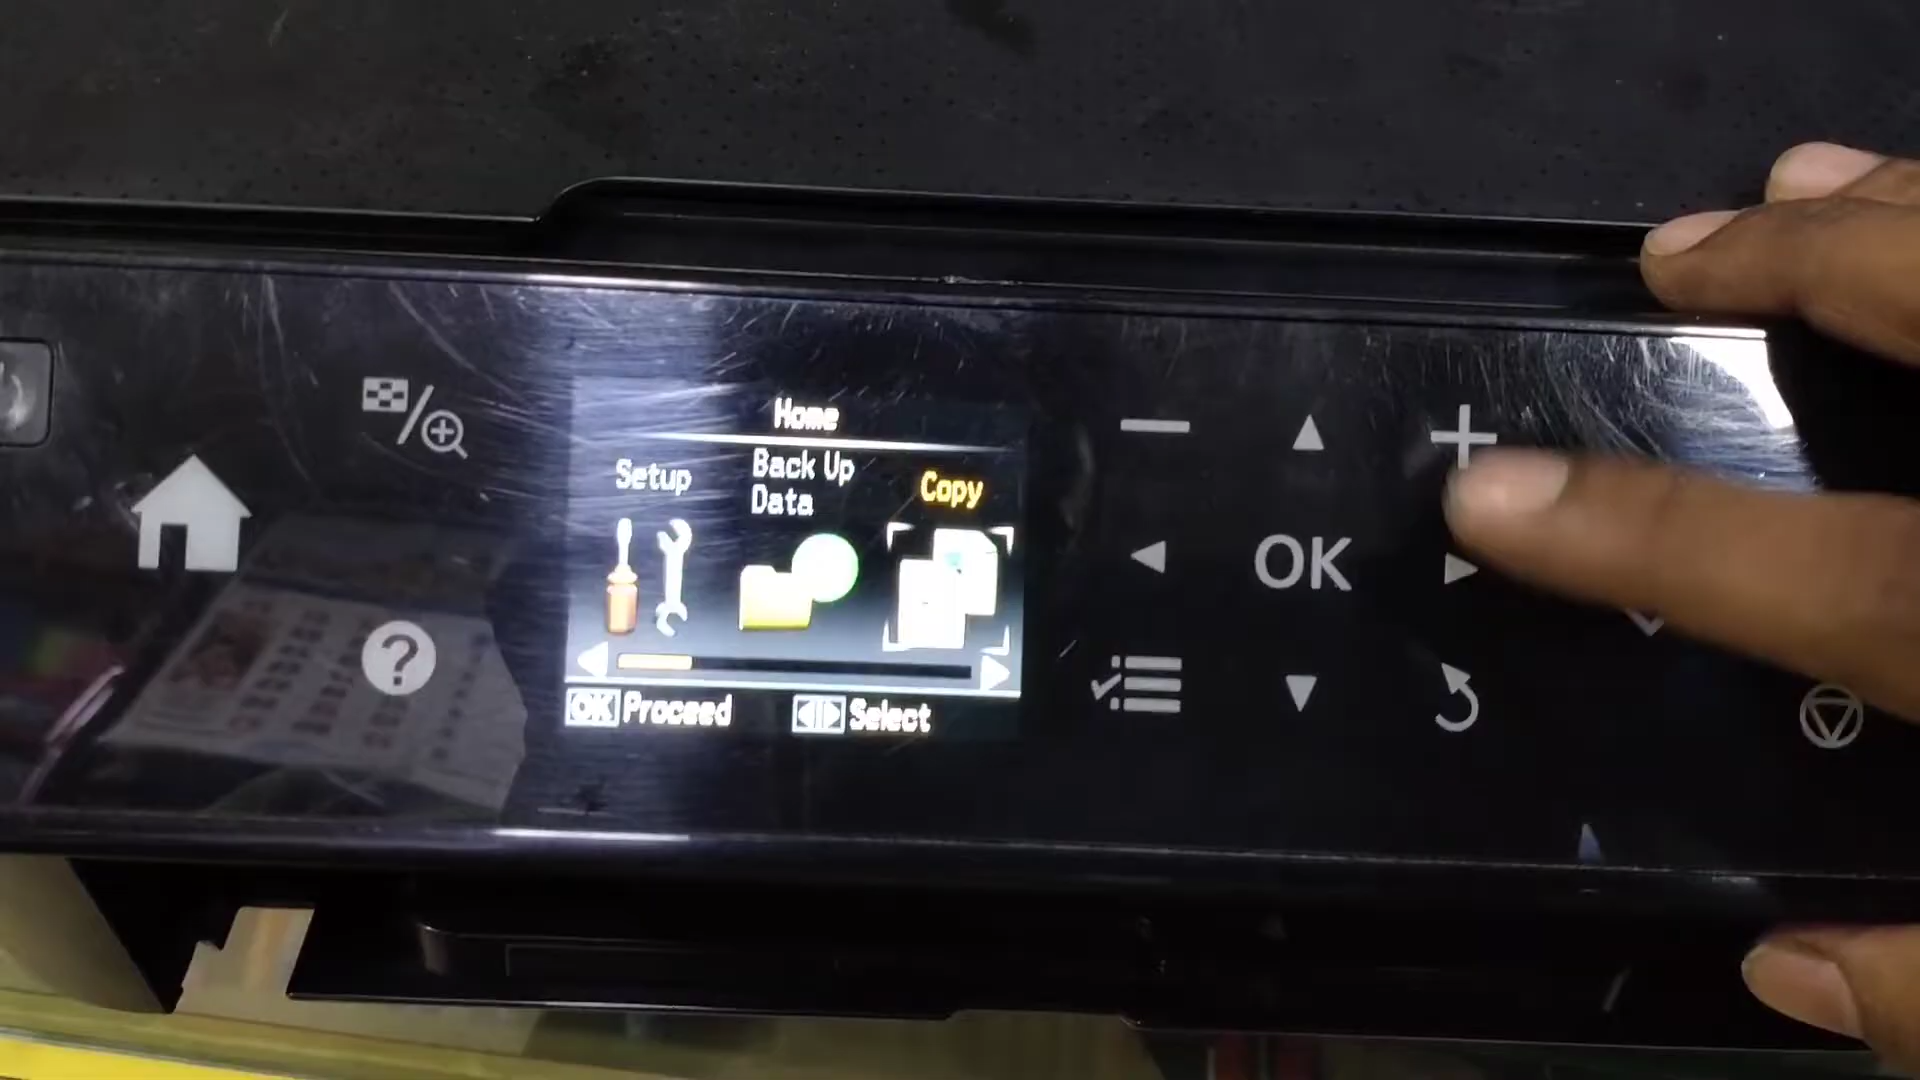 Home
Setup
Back Up
Data
Copy
OK Proceed
Select
OK